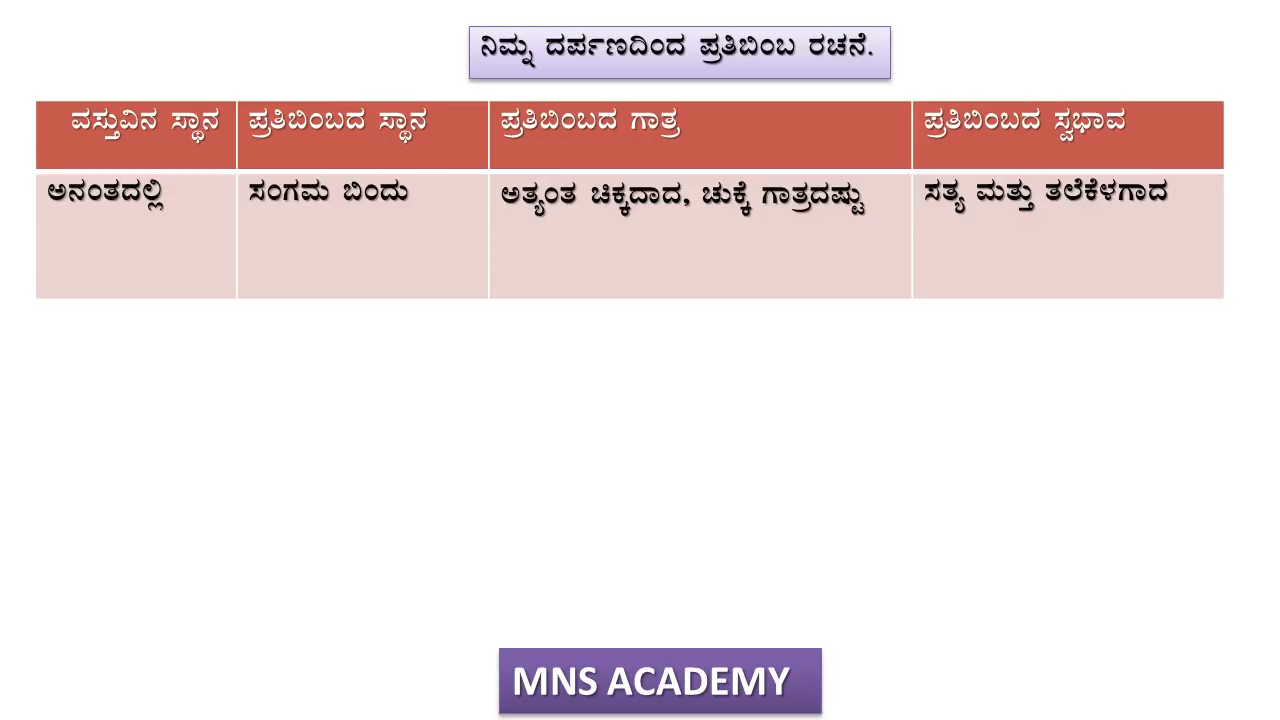 ನಿಮ್ನ ದರ್ಪಣದಿಂದ ಪ್ರತಿಬಿಂಬ ರಚನೆ.
ವಸ್ತುವಿನ ಸ್ಥಾನ ಪ್ರತಿಬಿಂಬದ ಸ್ಥಾನ ಪ್ರತಿಬಿಂಬದ ಗಾತ್ರ ಪ್ರತಿಬಿಂಬದ ಸ್ವಭಾವ
ಅನಂತದಲ್ಲಿ ಸಂಗಮ ಬಿಂದು ಅತ್ಯಂತ ಚಿಕ್ಕದಾದ, ಚುಕ್ಕೆ ಗಾತ್ರದಷ್ಟು ಸತ್ಯ ಮತ್ತು ತಲೆಕೆಳಗಾದ
MNS ACADEMY